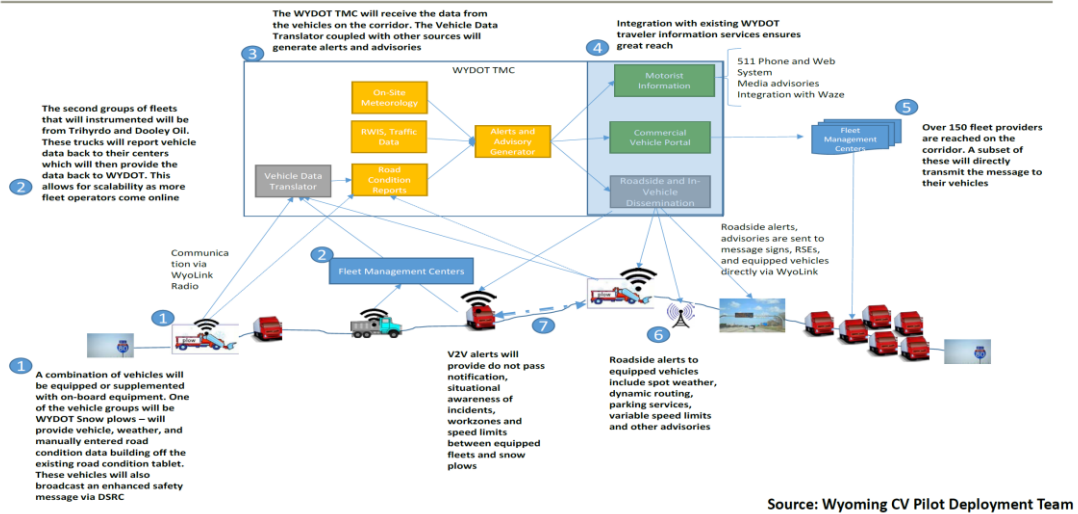 The WYDOT TMC will receive the data from
the vehicles on the corridor. The Vehicle Data
Translator coupled with other sources will
generate alerts and advisories
3
Integration with existing WYDOT
traveler information services ensures
great reach
4
WYDOT TMC
On-Site
Meteorology
RWIS, Traffic
Data
Vehicle Data
Translator
Road
Condition
Reports
Alerts and
Advisory
Generator
Motorist
Information
Commercial
Vehicle Portal
Roadside and In-
Vehicle
Dissemination
511 Phone and Web
System
Media advisories
Integration with Waze
5
Fleet
Management
Centers
Over 150 fleet providers
are reached on the
corridor. A subset of
these will directly
transmit the message to
their vehicles
The second groups of fleets
that will instrumented will be
from Trihyrdo and Dooley Oil.
These trucks will report vehicle
data back to their centers
which will then provide the
data back to WYDOT. This
allows for scalability as more
fleet operators come online
2
Communica
tion via
WyoLink
Radio
2
Fleet Management Centers
Roadside alerts,
advisories are sent to
message signs, RSEs,
and equipped vehicles
directly via WyoLink
1
plow
plow
7
6
1
A combination of vehicles will
be equipped or supplemented
with on-board equipment. One
of the vehicle groups will be
WYDOT Snow plows – will
provide vehicle, weather, and
manually entered road
condition data building off the
existing road condition tablet.
These vehicles will also
broadcast an enhanced safety
message via DSRC
V2V alerts will
provide do not pass
notification,
situational
awareness of
incidents,
workzones and
speed limits
between equipped
fleets and snow
plows
Roadside alerts to
equipped vehicles
include spot weather,
dynamic routing,
parking services,
variable speed limits
and other advisories
Source: Wyoming CV Pilot Deployment Team